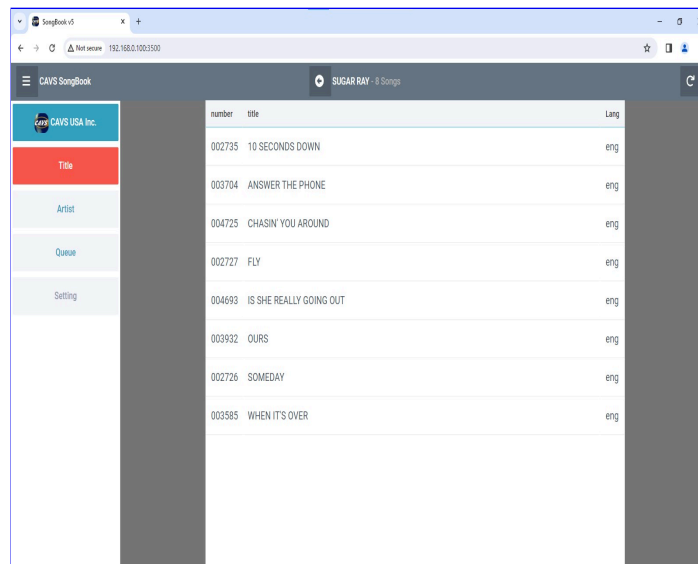 SongBook v5
Not secure 192.168.0.100:3500
CAVS SongBook
SUGAR RAY - 8 Songs
CAVS CAVS USA Inc.
Title
Artist
Queue
Setting
number title Lang
002735 10 SECONDS DOWN eng
003704 ANSWER THE PHONE eng
004725 CHASIN' YOU AROUND eng
002727 FLY eng
004693 IS SHE REALLY GOING OUT eng
003932 OURS eng
002726 SOMEDAY eng
003585 WHEN IT'S OVER eng